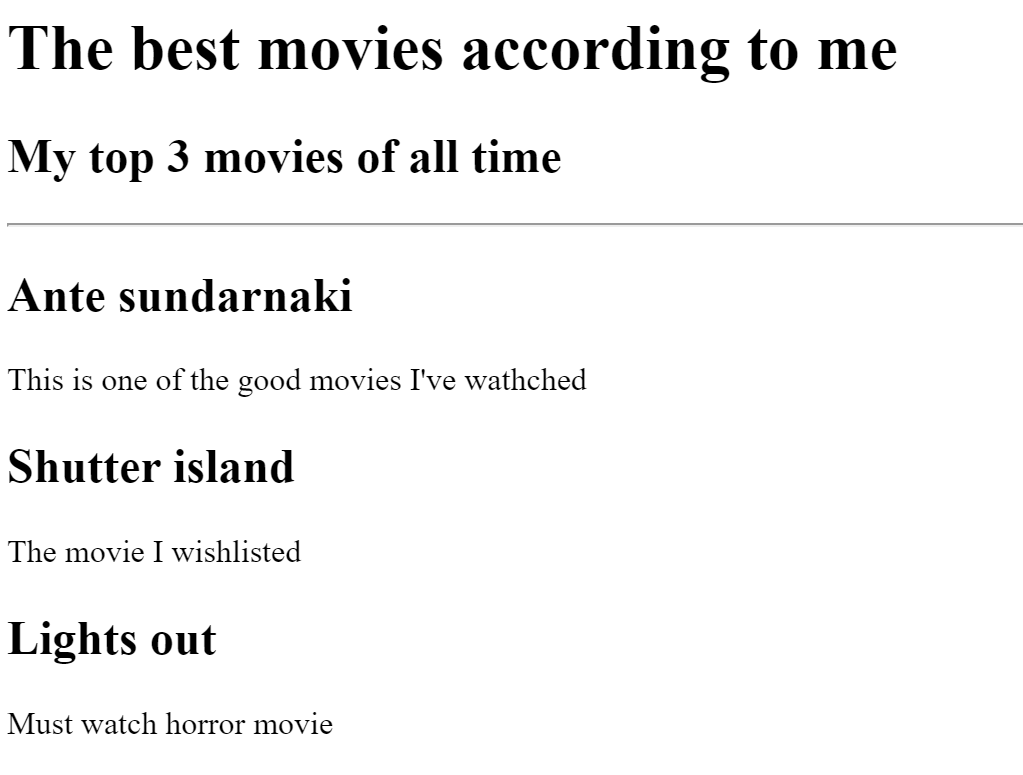 The best movies according to me
My top 3 movies of all time
Ante sundarnaki
This is one of the good movies I've wathched
Shutter island
The movie I wishlisted
Lights out
Must watch horror movie